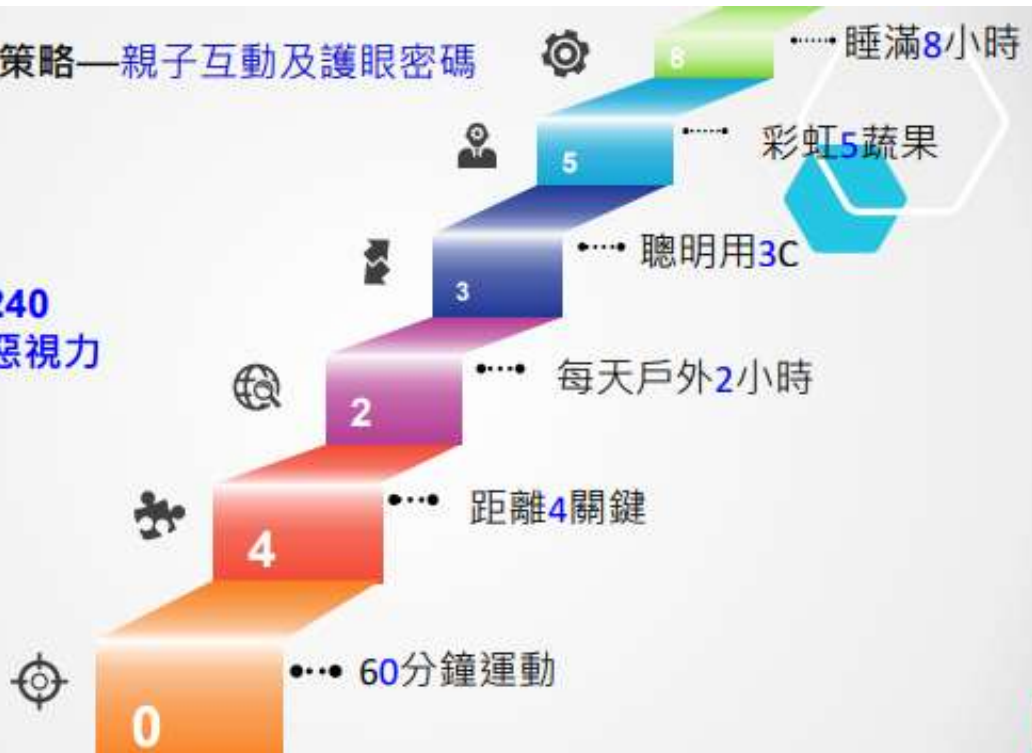 策略—親子互動及護眼密碼
8
睡滿8小時
5
彩虹5蔬果
3
聰明用3C
240
惡視力
2
每天戶外2小時
4
距離4關鍵
0
60分鐘運動